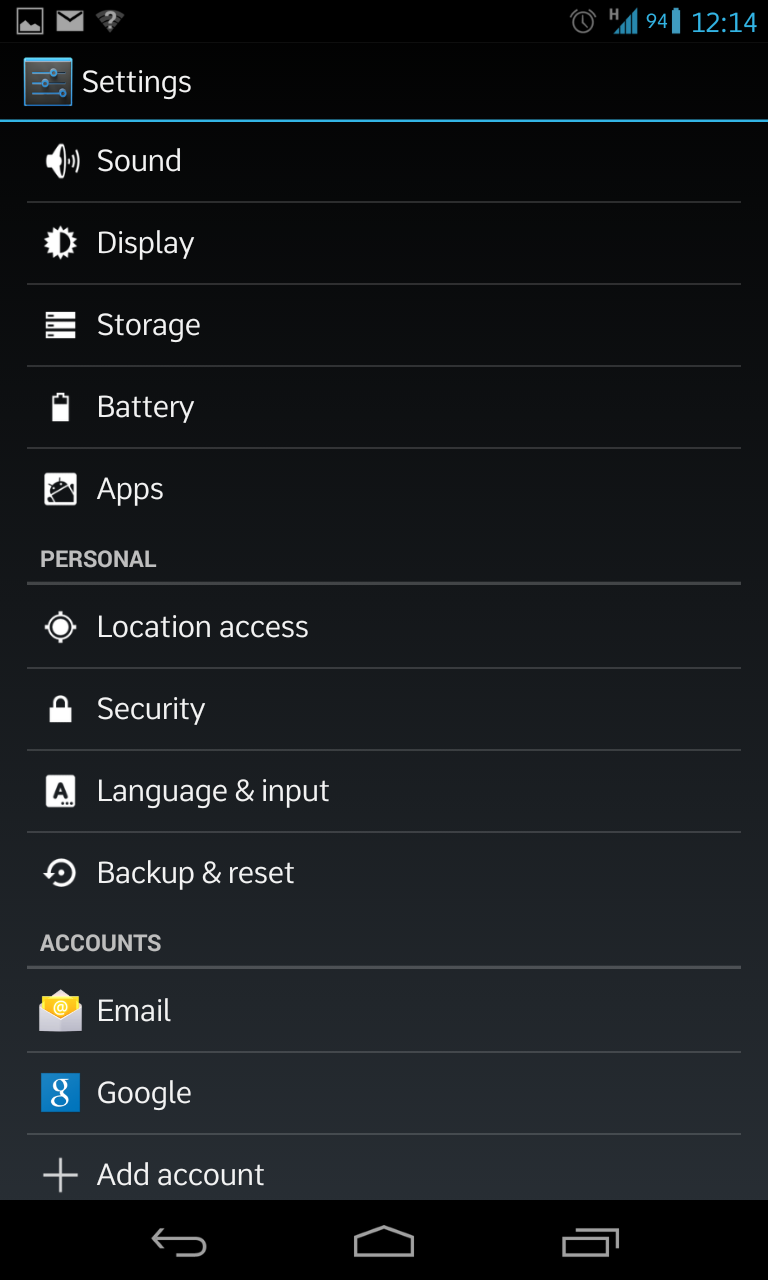 H 94 12:14
Settings
Sound
Display
Storage
Battery
Apps
PERSONAL
Location access
Security
Language & input
Backup & reset
ACCOUNTS
Email
Google
Add account